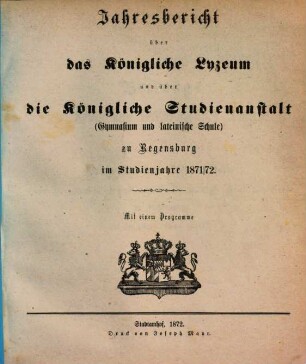 Jahresbericht
über
das Königliche Lyzeum
und über
die Königliche Studienanstalt
(Gymnasium und lateinische Schule)
zu Regensburg
im Studienjahre 1871/72.
Mit einem Programme
Stadtamhof, 1872.
Druck von Joseph Mayr.